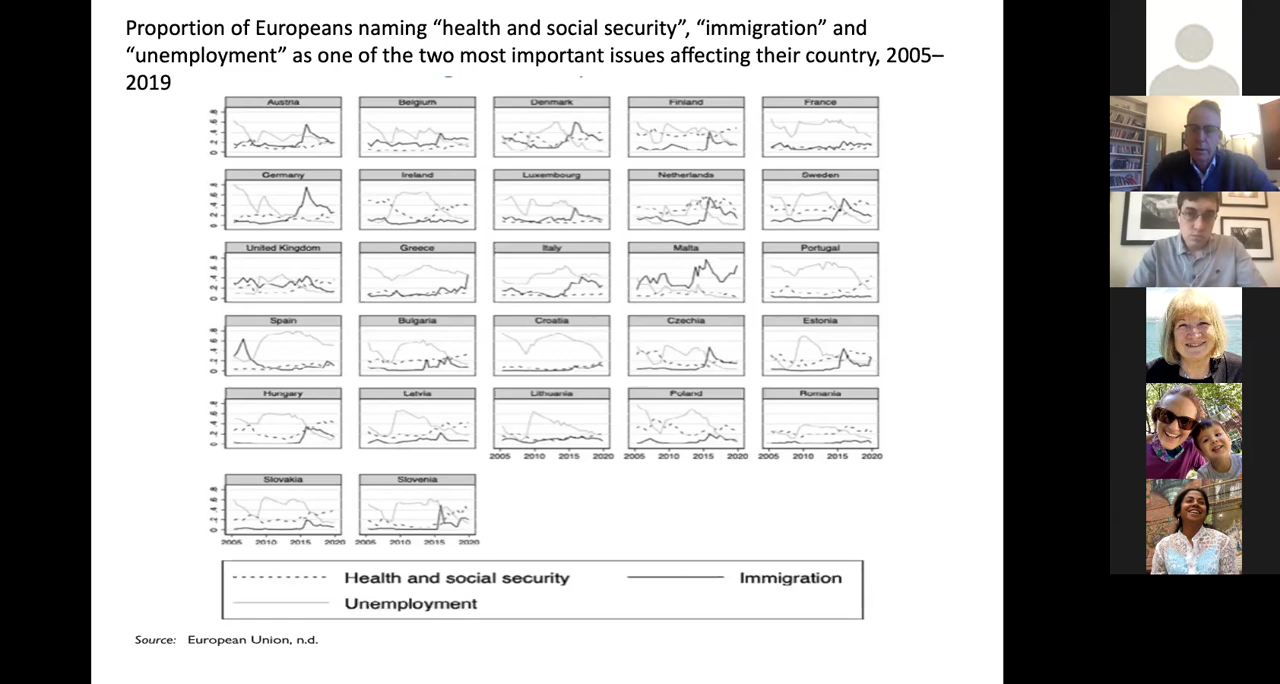 Proportion of Europeans naming “health and social security”, “immigration” and
“unemployment” as one of the two most important issues affecting their country, 2005–
2019
Austria Belgium Denmark Finland France
Germany Ireland Luxembourg Netherlands Sweden
United Kingdom Greece Italy Malta Portugal
Spain Bulgaria Croatia Czechia Estonia
Hungary Latvia Lithuania Poland Romania
2005 2010 2015 2020 2005 2010 2015 2020 2005 2010 2015 2020
Slovakia Slovenia
2005 2010 2015 2020 2005 2010 2015 2020
Health and social security Immigration
Unemployment
Source: European Union, n.d.